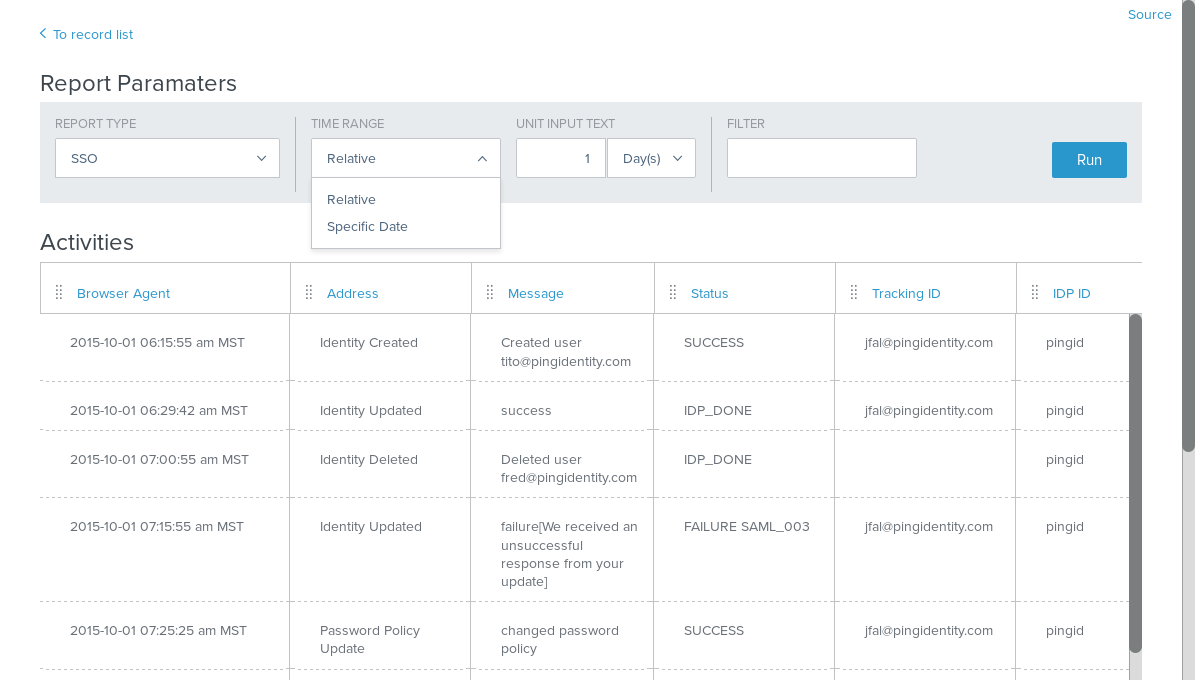 Source
To record list
Report Paramaters
REPORT TYPE TIME RANGE UNIT INPUT TEXT FILTER
SSO Relative 1 Day(s) Run
Relative
Specific Date
Activities
Browser Agent Address Message Status Tracking ID IDP ID
2015-10-01 06:15:55 am MST Identity Created Created user SUCCESS jfal@pingidentity.com pingid
tito@pingidentity.com
2015-10-01 06:29:42 am MST Identity Updated success IDP_DONE jfal@pingidentity.com pingid
2015-10-01 07:00:55 am MST Identity Deleted Deleted user IDP_DONE pingid
fred@pingidentity.com
2015-10-01 07:15:55 am MST Identity Updated failure[We received an FAILURE SAML_003 jfal@pingidentity.com pingid
unsuccessful
response from your
update]
2015-10-01 07:25:25 am MST Password Policy changed password SUCCESS jfal@pingidentity.com pingid
Update policy